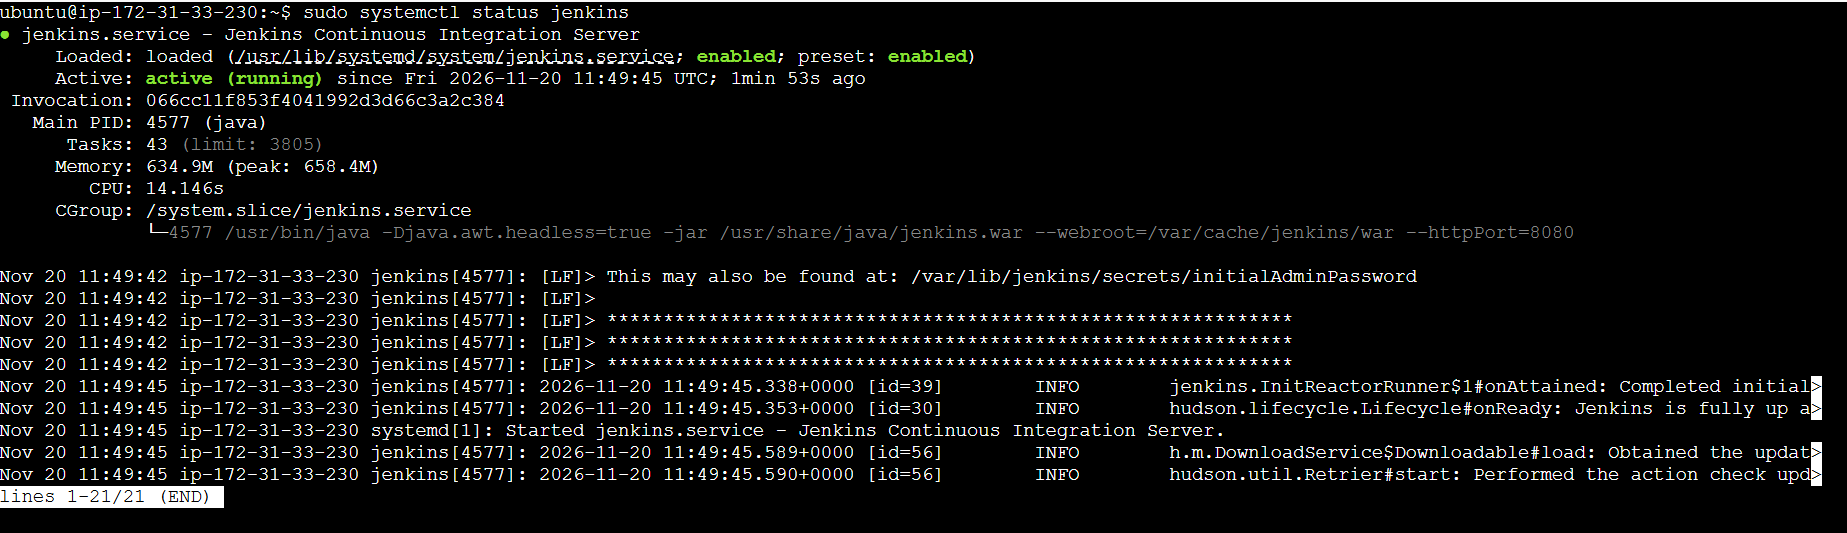 ubuntu@ip-172-31-33-230:~$ sudo systemctl status jenkins
● jenkins.service - Jenkins Continuous Integration Server
     Loaded: loaded (/usr/lib/systemd/system/jenkins.service; enabled; preset: enabled)
     Active: active (running) since Fri 2026-11-20 11:49:45 UTC; 1min 53s ago
 Invocation: 066cc11f853f4041992d3d66c3a2c384
   Main PID: 4577 (java)
      Tasks: 43 (limit: 3805)
     Memory: 634.9M (peak: 658.4M)
        CPU: 14.146s
     CGroup: /system.slice/jenkins.service
             └─4577 /usr/bin/java -Djava.awt.headless=true -jar /usr/share/java/jenkins.war --webroot=/var/cache/jenkins/war --httpPort=8080
Nov 20 11:49:42 ip-172-31-33-230 jenkins[4577]: [LF]> This may also be found at: /var/lib/jenkins/secrets/initialAdminPassword
Nov 20 11:49:42 ip-172-31-33-230 jenkins[4577]: [LF]>
Nov 20 11:49:42 ip-172-31-33-230 jenkins[4577]: [LF]> *************************************************************
Nov 20 11:49:42 ip-172-31-33-230 jenkins[4577]: [LF]> *************************************************************
Nov 20 11:49:42 ip-172-31-33-230 jenkins[4577]: [LF]> *************************************************************
Nov 20 11:49:45 ip-172-31-33-230 jenkins[4577]: 2026-11-20 11:49:45.338+0000 [id=39]        INFO        jenkins.InitReactorRunner$1#onAttained: Completed initial>
Nov 20 11:49:45 ip-172-31-33-230 jenkins[4577]: 2026-11-20 11:49:45.353+0000 [id=30]        INFO        hudson.lifecycle.Lifecycle#onReady: Jenkins is fully up a>
Nov 20 11:49:45 ip-172-31-33-230 systemd[1]: Started jenkins.service - Jenkins Continuous Integration Server.
Nov 20 11:49:45 ip-172-31-33-230 jenkins[4577]: 2026-11-20 11:49:45.589+0000 [id=56]        INFO        h.m.DownloadService$Downloadable#load: Obtained the updat>
Nov 20 11:49:45 ip-172-31-33-230 jenkins[4577]: 2026-11-20 11:49:45.590+0000 [id=56]        INFO        hudson.util.Retrier#start: Performed the action check upd>
lines 1-21/21 (END)